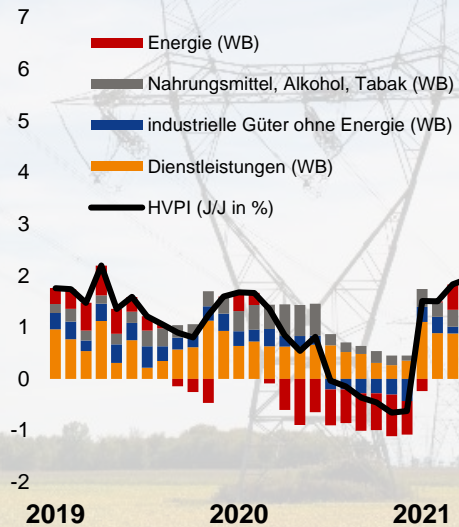 7
Energie (WB)
6
Nahrungsmittel, Alkohol, Tabak (WB)
5
industrielle Güter ohne Energie (WB)
4
Dienstleistungen (WB)
3
HVPI (J/J in %)
2
1
0
-1
-2
2019 2020 2021